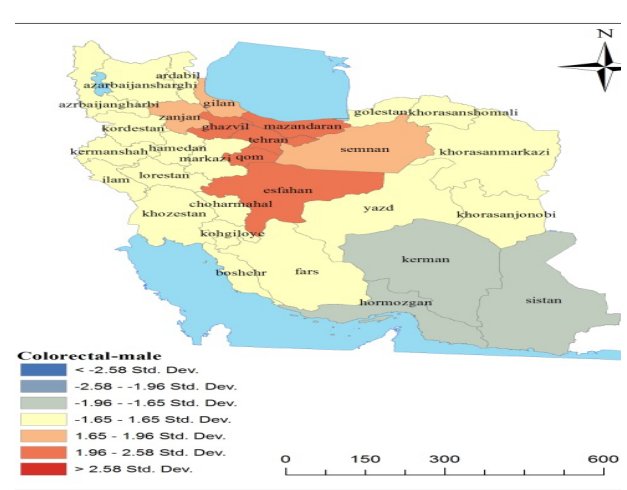 N
ardabil
azarbaijansharghi
azrbaijangharbi
gilan
golestan
khorasanshomali
zanjan
ghazvil
mazandaran
kordestan
tehran
hamedan
semnan
kermanshah
markazi
qom
khorasanmarkazi
ilam
lorestan
esfahan
choharmahal
yazd
khozestan
khorasanjonobi
kohgiloye
kerman
boshehr
fars
hormozgan
sistan
Colorectal-male
< -2.58 Std. Dev.
-2.58 - -1.96 Std. Dev.
-1.96 - -1.65 Std. Dev.
-1.65 - 1.65 Std. Dev.
1.65 - 1.96 Std. Dev.
1.96 - 2.58 Std. Dev.
> 2.58 Std. Dev.
0 150 300 600